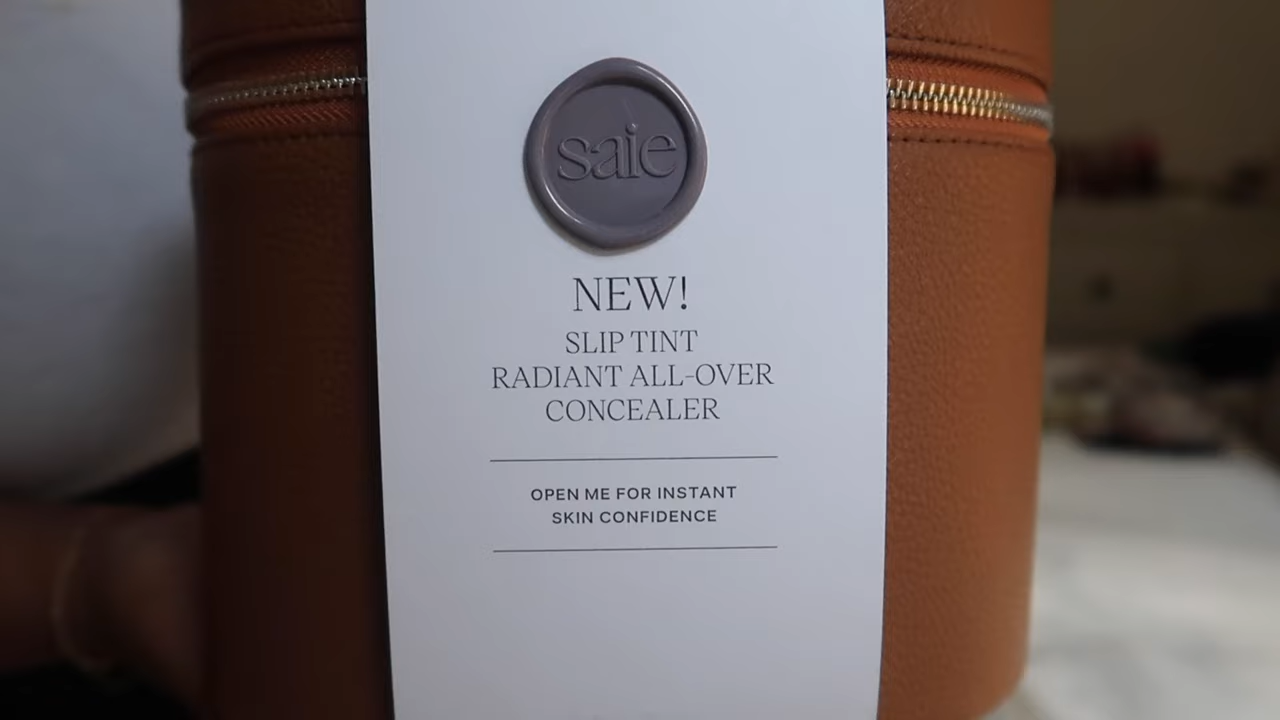 saie
NEW!
SLIP TINT
RADIANT ALL-OVER
CONCEALER
OPEN ME FOR INSTANT
SKIN CONFIDENCE